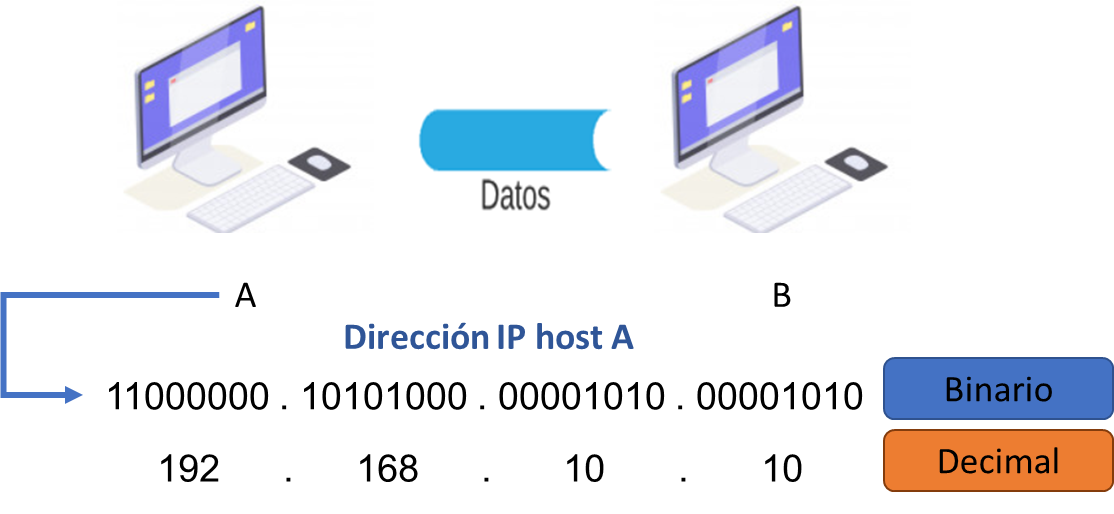 Datos
A
B
Dirección IP host A
11000000 . 10101000 . 00001010 . 00001010
Binario
192 . 168 . 10 . 10
Decimal